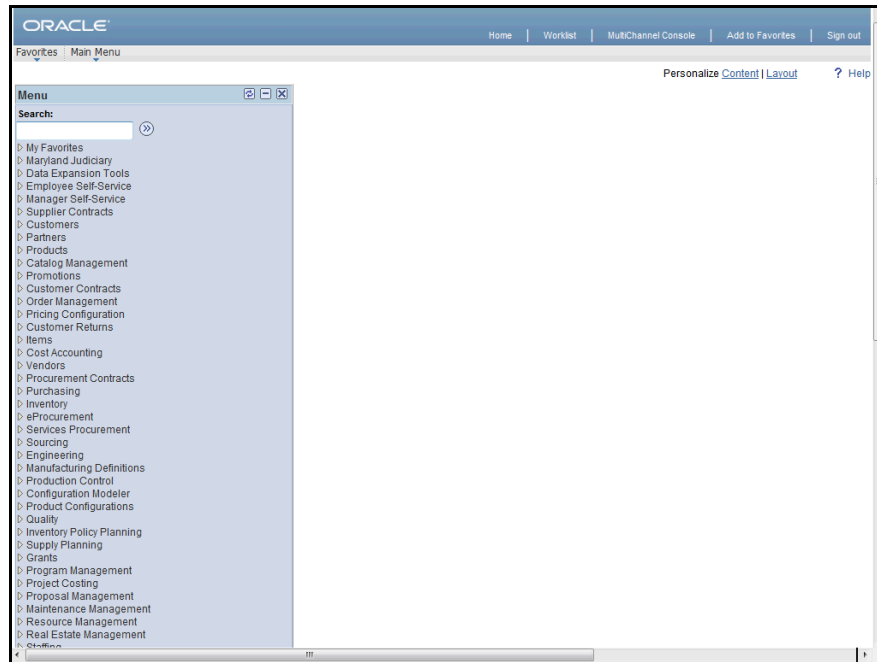 ORACLE
Home | Worklist | MultiChannel Console | Add to Favorites | Sign out
Favorites Main Menu
Personalize Content | Layout ? Help
Menu
Search:
My Favorites
Maryland Judiciary
Data Expansion Tools
Employee Self-Service
Manager Self-Service
Supplier Contracts
Customers
Partners
Products
Catalog Management
Promotions
Customer Contracts
Order Management
Pricing Configuration
Customer Returns
Items
Cost Accounting
Vendors
Procurement Contracts
Purchasing
Inventory
eProcurement
Services Procurement
Sourcing
Engineering
Manufacturing Definitions
Production Control
Configuration Modeler
Product Configurations
Quality
Inventory Policy Planning
Supply Planning
Grants
Program Management
Project Costing
Proposal Management
Maintenance Management
Resource Management
Real Estate Management
Staffing